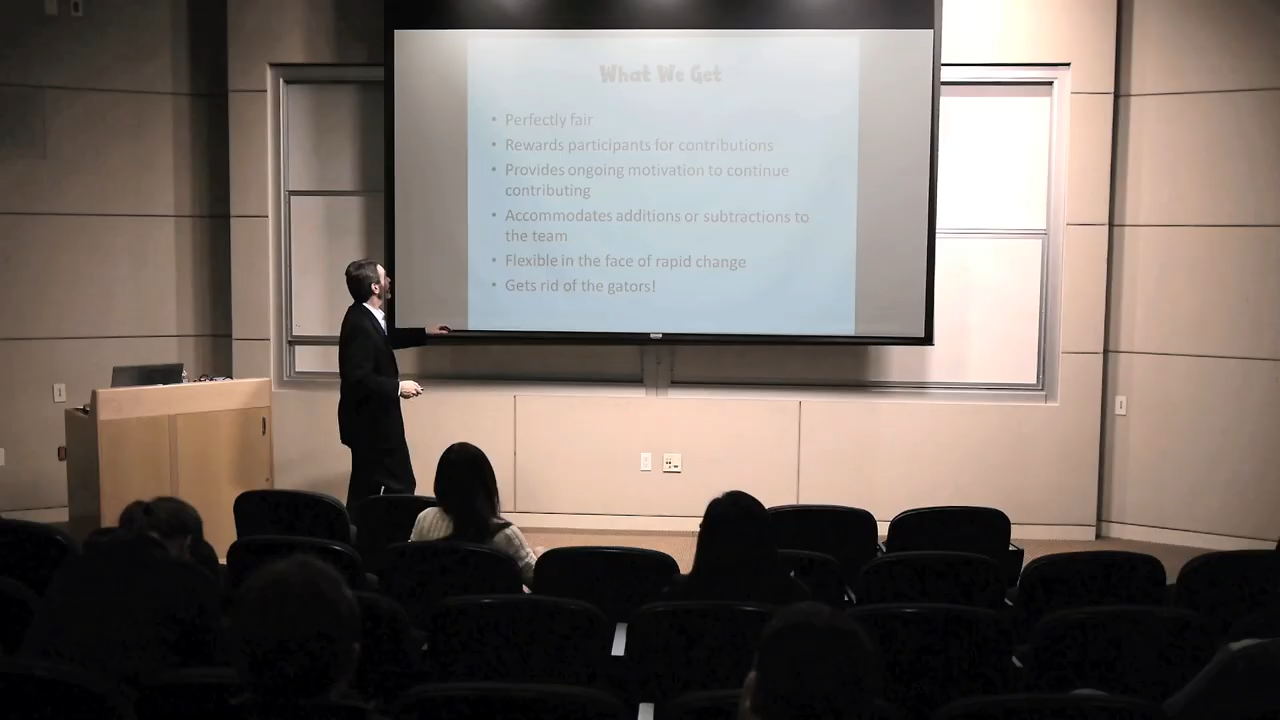 What We Get
• Perfectly fair
• Rewards participants for contributions
• Provides ongoing motivation to continue
contributing
• Accommodates additions or subtractions to
the team
• Flexible in the face of rapid change
• Gets rid of the gators!